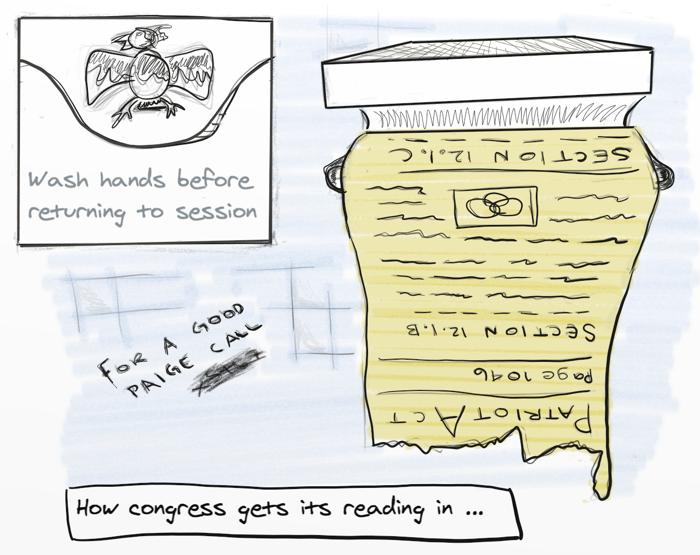 Wash hands before
returning to session
FOR A GOOD
PAIGE CALL
SECTION 12.1.C
SECTION 12.1.B
Page 1046
PATRIOT ACT
How congress gets its reading in ...